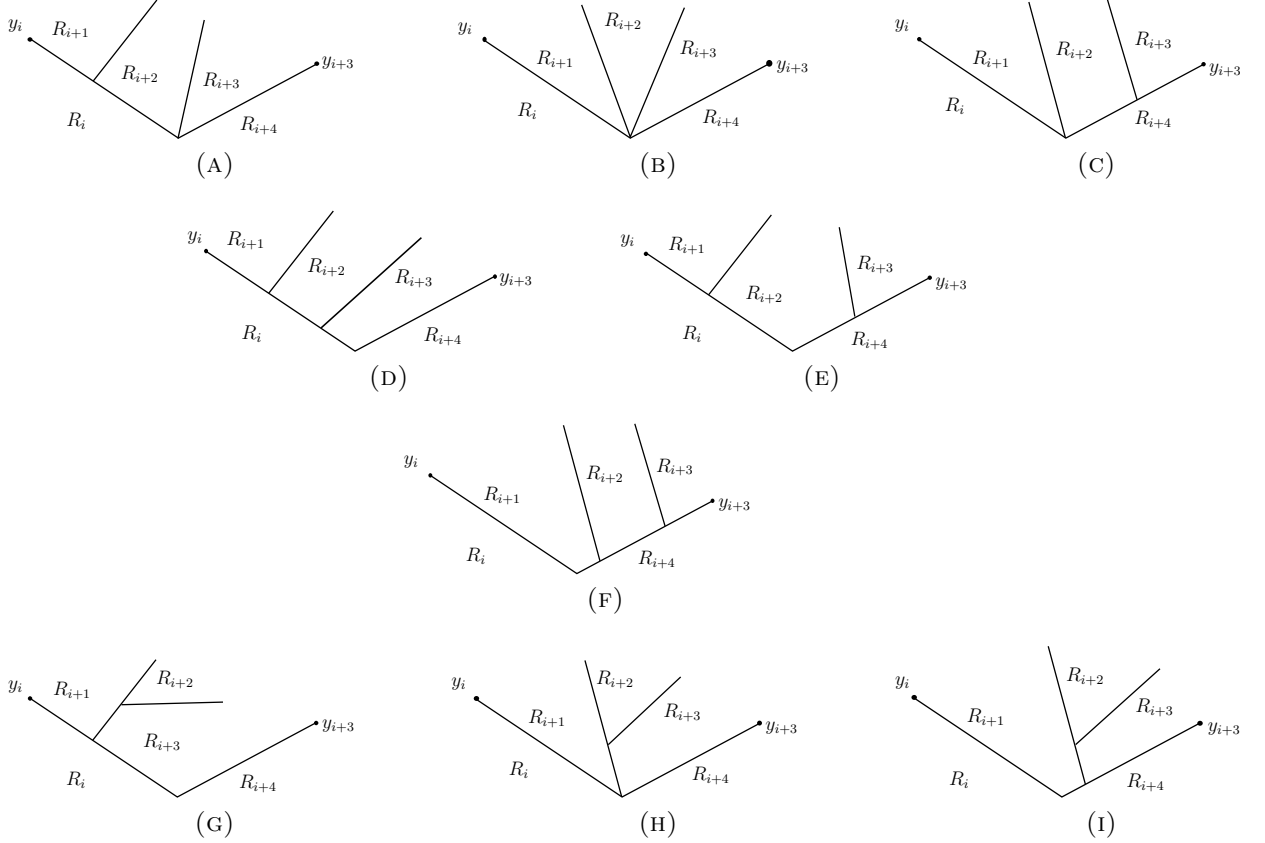 y_i R_{i+1} R_{i+2} R_{i+3} y_{i+3} R_i R_{i+4}
(A)
y_i R_{i+1} R_{i+2} R_{i+3} y_{i+3} R_i R_{i+4}
(B)
y_i R_{i+1} R_{i+2} R_{i+3} y_{i+3} R_i R_{i+4}
(C)
y_i R_{i+1} R_{i+2} R_{i+3} y_{i+3} R_i R_{i+4}
(D)
y_i R_{i+1} R_{i+2} R_{i+3} y_{i+3} R_i R_{i+4}
(E)
y_i R_{i+1} R_{i+2} R_{i+3} y_{i+3} R_i R_{i+4}
(F)
y_i R_{i+1} R_{i+2} R_{i+3} y_{i+3} R_i R_{i+4}
(G)
y_i R_{i+1} R_{i+2} R_{i+3} y_{i+3} R_i R_{i+4}
(H)
y_i R_{i+1} R_{i+2} R_{i+3} y_{i+3} R_i R_{i+4}
(I)